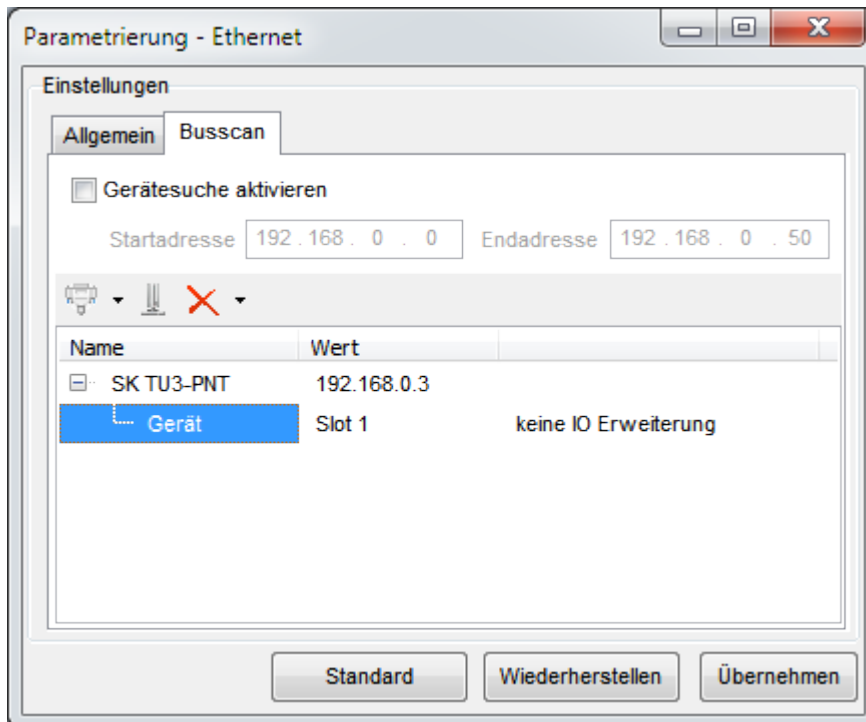 Parametrierung - Ethernet
Einstellungen
Allgemein Busscan
Gerätesuche aktivieren
Startadresse 192 . 168 . 0 . 0 Endadresse 192 . 168 . 0 . 50
Name Wert
SK TU3-PNT 192.168.0.3
Gerät Slot 1 keine IO Erweiterung
Standard Wiederherstellen Übernehmen